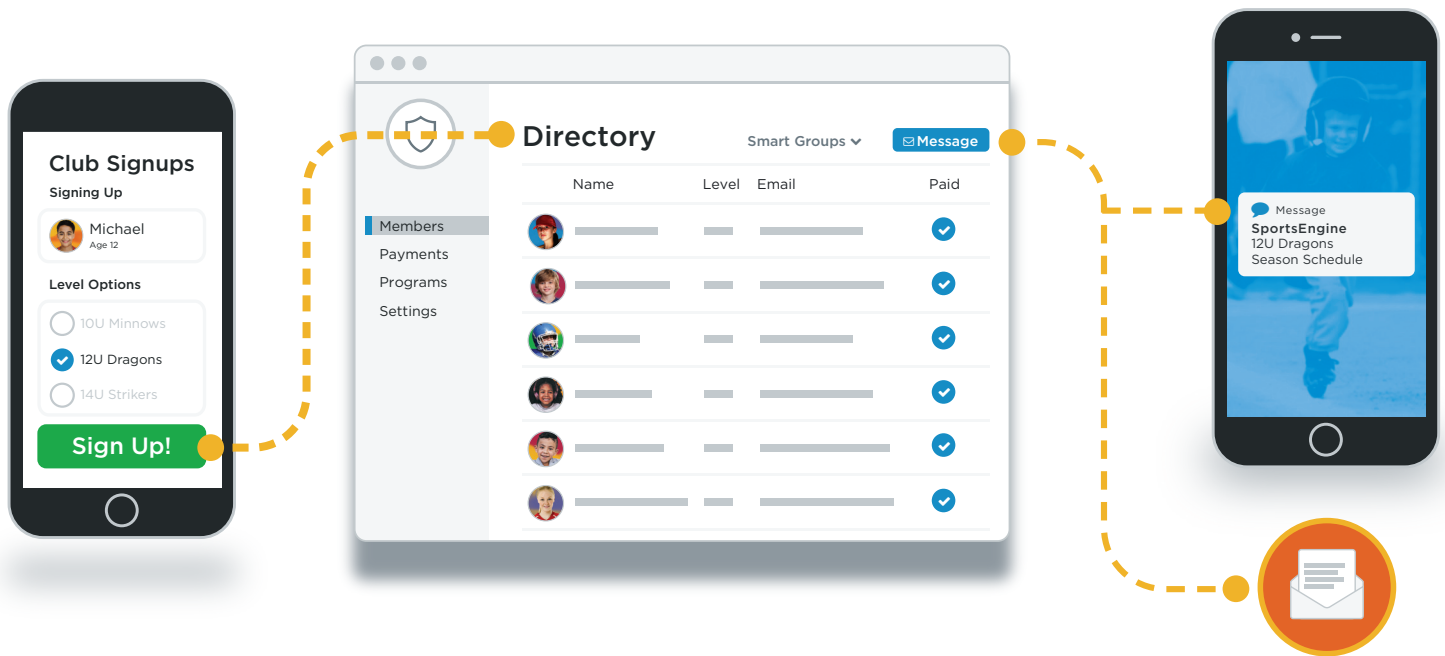 Club Signups
Signing Up
Michael
Age 12
Level Options
10U Minnows
12U Dragons
14U Strikers
Sign Up!
Directory
Smart Groups
Message
Name Level Email Paid
Members
Payments
Programs
Settings
Message
SportsEngine
12U Dragons
Season Schedule